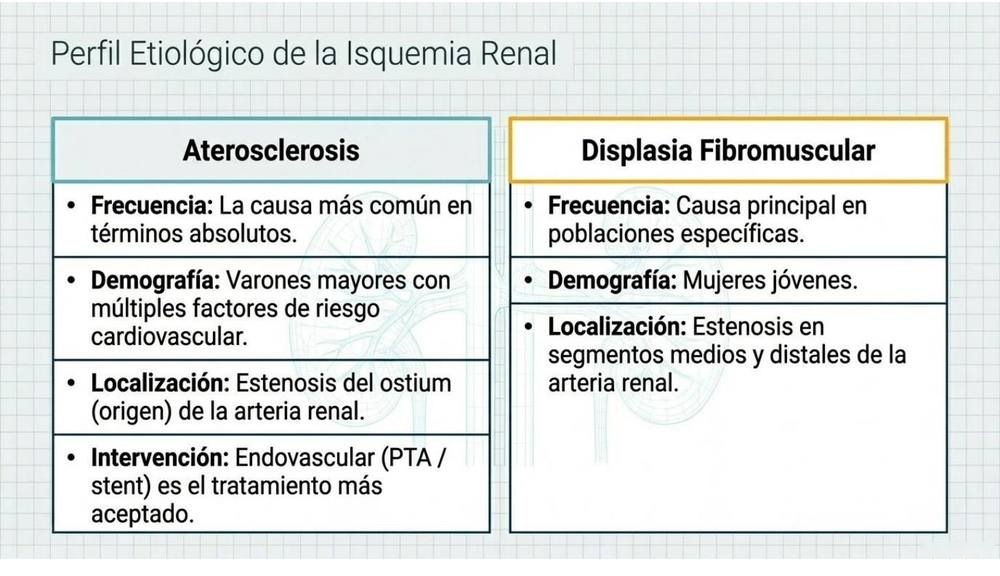 Perfil Etiológico de la Isquemia Renal
Aterosclerosis
• Frecuencia: La causa más común en
términos absolutos.
• Demografía: Varones mayores con
múltiples factores de riesgo
cardiovascular.
• Localización: Estenosis del ostium
(origen) de la arteria renal.
• Intervención: Endovascular (PTA /
stent) es el tratamiento más
aceptado.
Displasia Fibromuscular
• Frecuencia: Causa principal en
poblaciones específicas.
• Demografía: Mujeres jóvenes.
• Localización: Estenosis en
segmentos medios y distales de la
arteria renal.